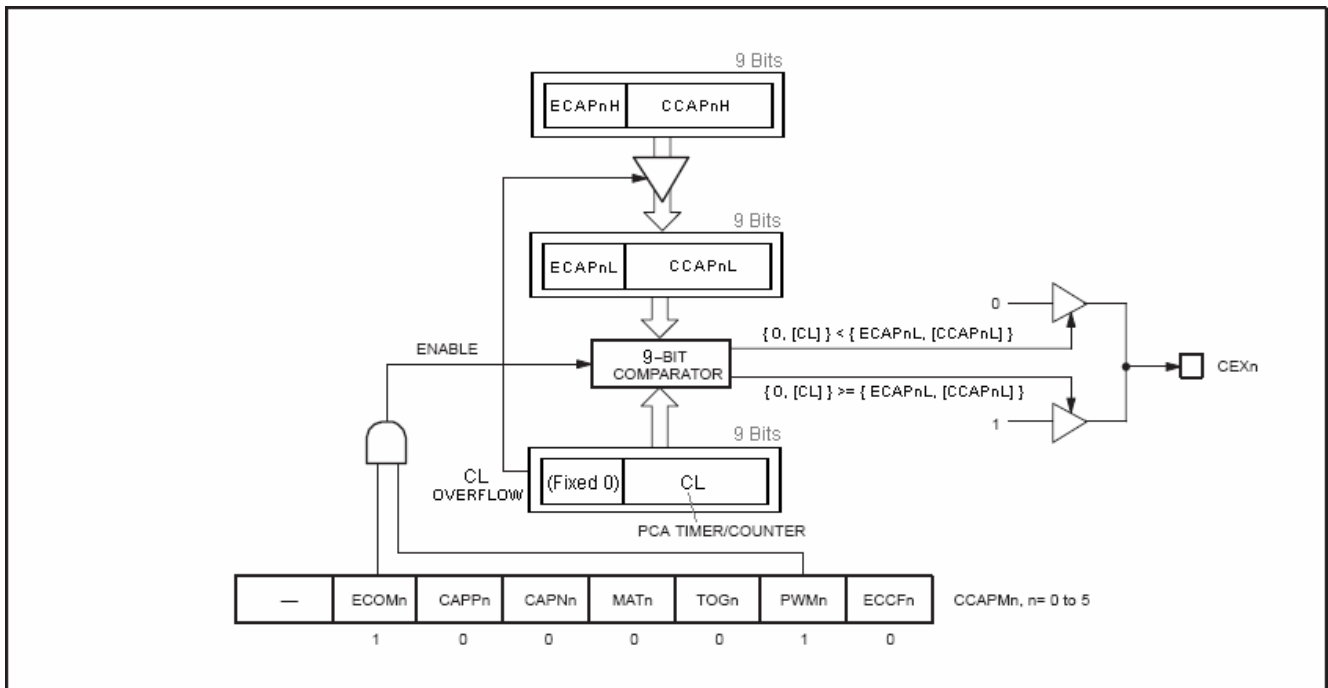 9 Bits
ECAPnH CCAPnH
9 Bits
ECAPnL CCAPnL
0
{ 0, [CL] } < { ECAPnL, [CCAPnL] }
ENABLE
9-BIT
COMPARATOR
CEXn
{ 0, [CL] } >= { ECAPnL, [CCAPnL] }
1
9 Bits
CL
OVERFLOW
(Fixed 0) CL
PCA TIMER/COUNTER
— ECOMn CAPPn CAPNn MATn TOGn PWMn ECCFn CCAPMn, n= 0 to 5
1 0 0 0 0 1 0